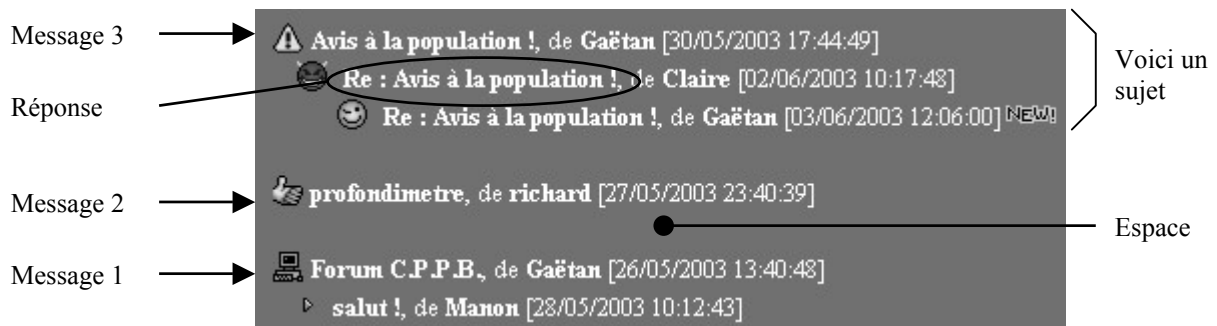 Message 3
Avis à la population !, de Gaëtan [30/05/2003 17:44:49]
Voici un
sujet
Réponse
Re : Avis à la population !, de Claire [02/06/2003 10:17:48]
Re : Avis à la population !, de Gaëtan [03/06/2003 12:06:00] NEW!
Message 2
profondimetre, de richard [27/05/2003 23:40:39]
Espace
Message 1
Forum C.P.P.B., de Gaëtan [26/05/2003 13:40:48]
salut !, de Manon [28/05/2003 10:12:43]